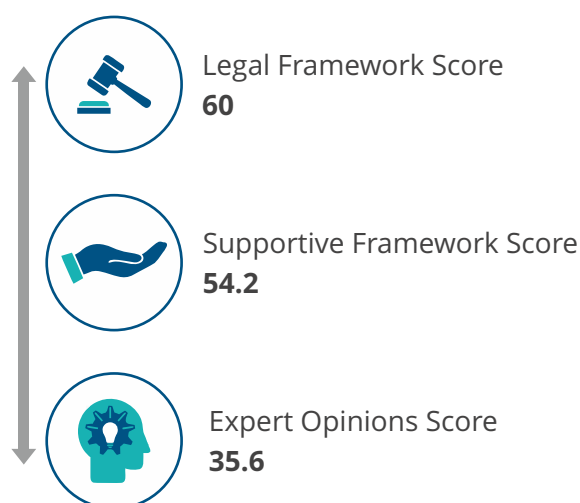 Legal Framework Score
60
Supportive Framework Score
54.2
Expert Opinions Score
35.6